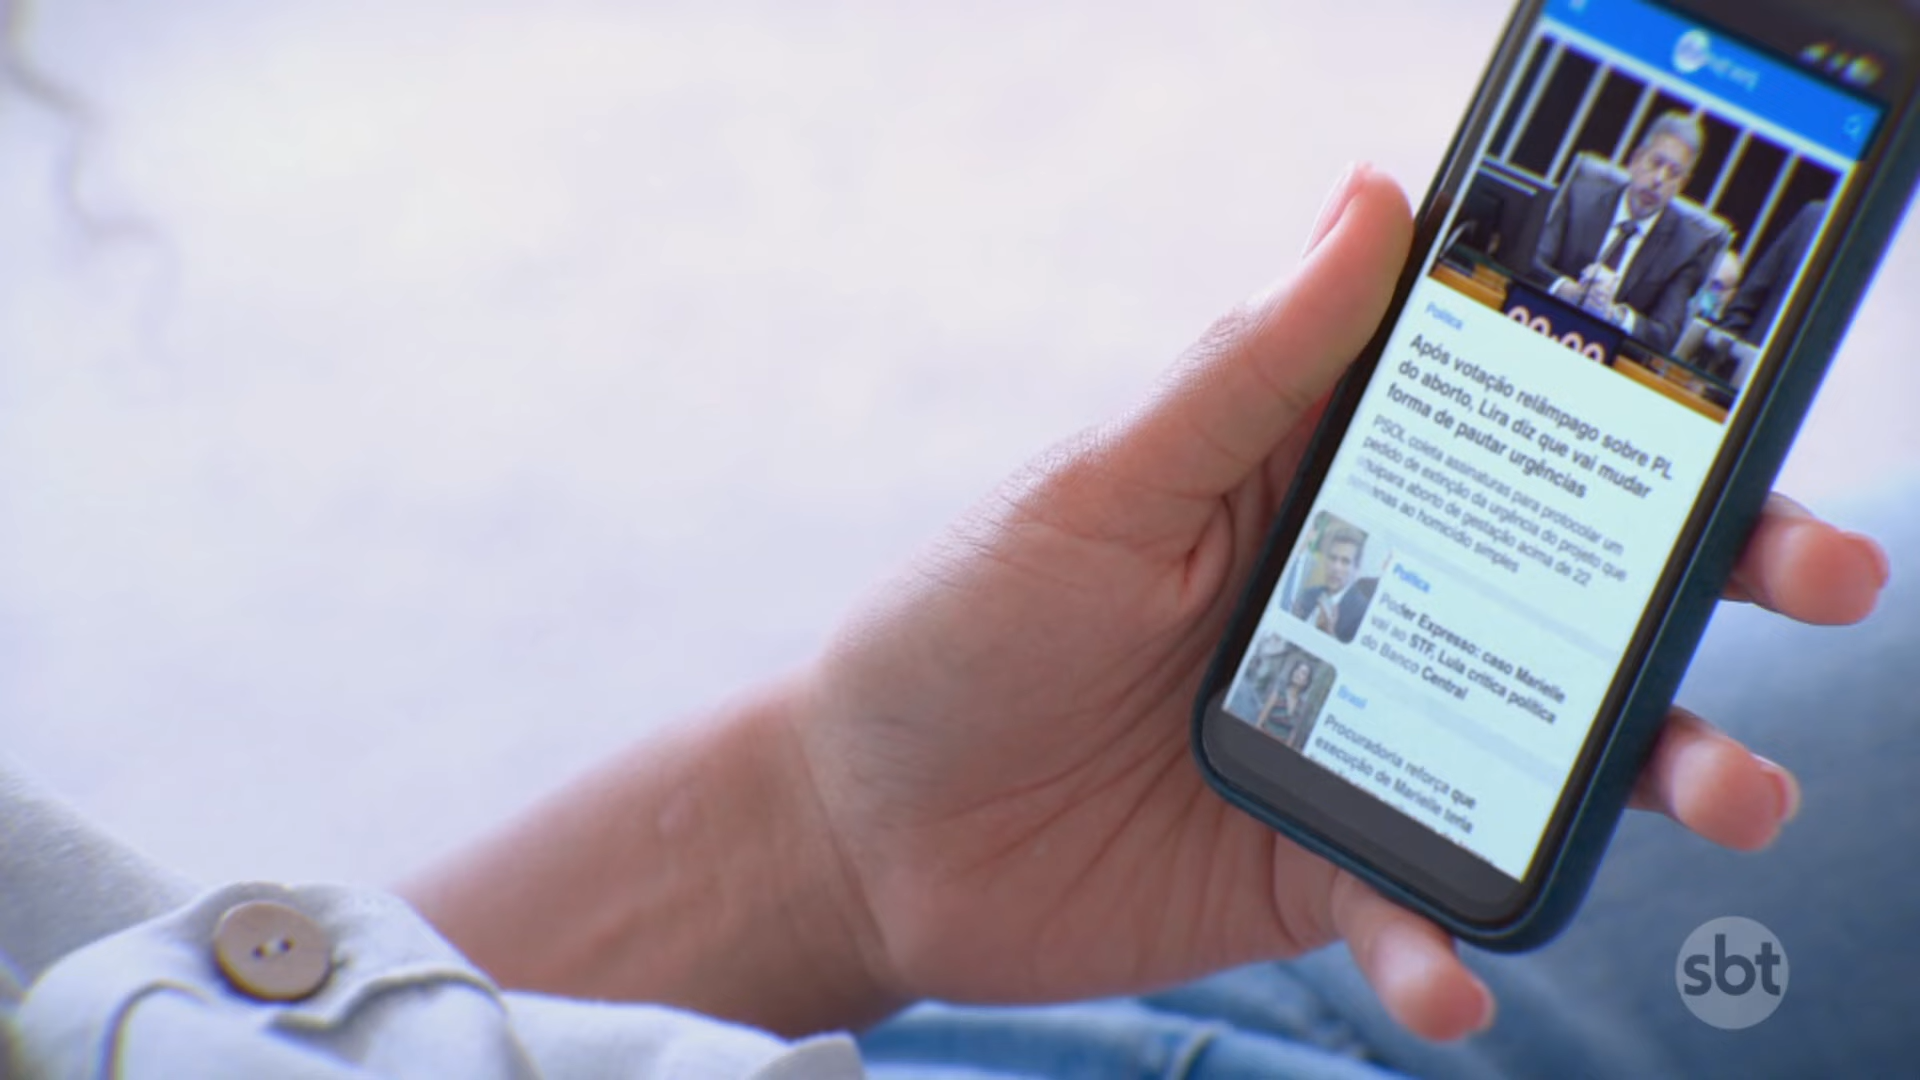 news
00:00
Política
Após votação relâmpago sobre PL
do aborto, Lira diz que vai mudar
forma de pautar urgências
PSOL coleta assinaturas para protocolar um
pedido de extinção da urgência do projeto que
equipara aborto de gestação acima de 22
semanas ao homicídio simples
Política
Poder Expresso: caso Marielle
vai ao STF, Lula critica política
do Banco Central
Brasil
Procuradoria reforça que
execução de Marielle teria
sbt